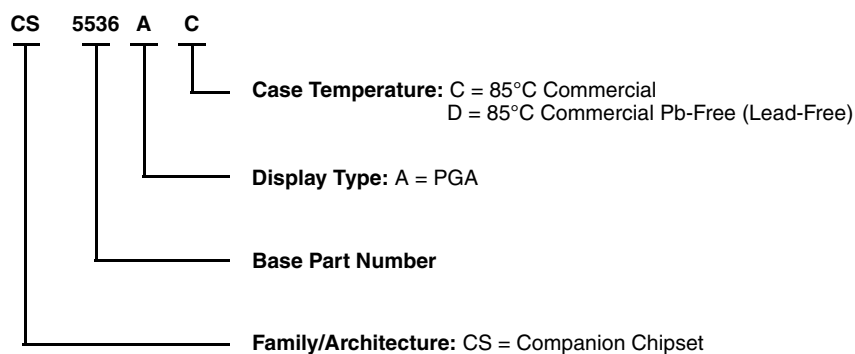 CS 5536 A C
Case Temperature: C = 85°C Commercial
D = 85°C Commercial Pb-Free (Lead-Free)
Display Type: A = PGA
Base Part Number
Family/Architecture: CS = Companion Chipset